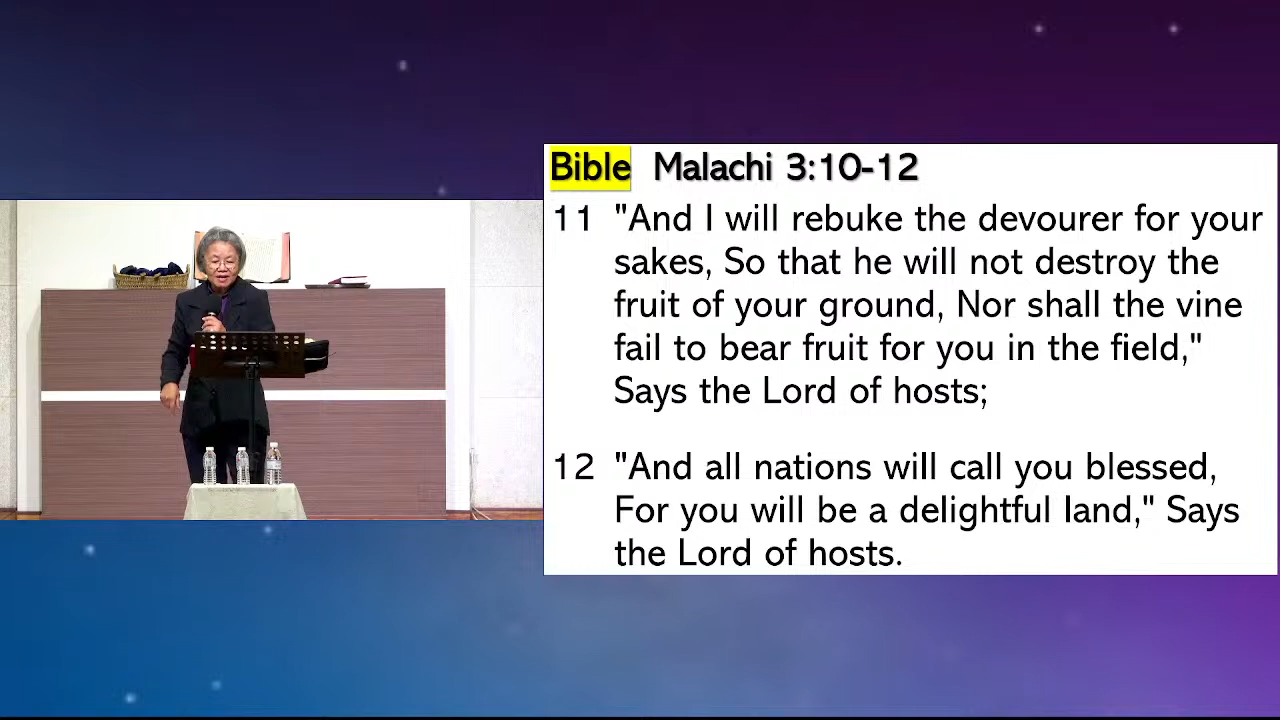 Bible Malachi 3:10-12
11 "And I will rebuke the devourer for your
sakes, So that he will not destroy the
fruit of your ground, Nor shall the vine
fail to bear fruit for you in the field,"
Says the Lord of hosts;
12 "And all nations will call you blessed,
For you will be a delightful land," Says
the Lord of hosts.